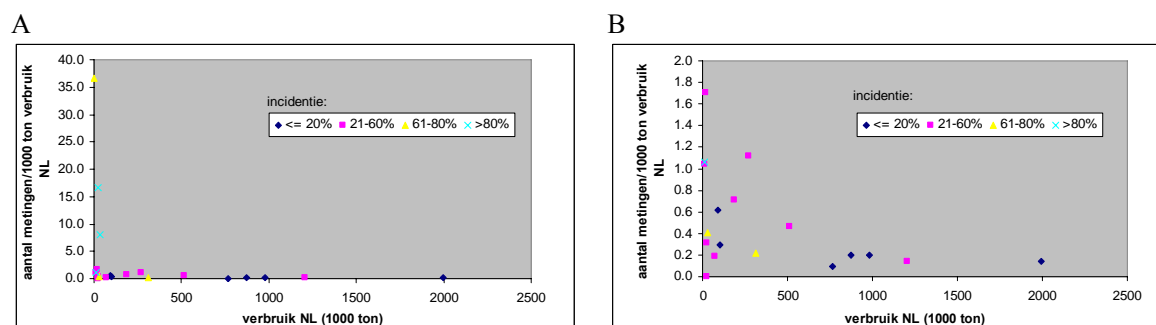 A
aantal metingen/1000 ton verbruik
NL
40.0
35.0
30.0
25.0
20.0
15.0
10.0
5.0
0.0
incidentie:
<= 20% 21-60% 61-80% >80%
0 500 1000 1500 2000 2500
verbruik NL (1000 ton)
B
aantal metingen/1000 ton verbruik
NL
2.0
1.8
1.6
1.4
1.2
1.0
0.8
0.6
0.4
0.2
0.0
incidentie:
<= 20% 21-60% 61-80% >80%
0 500 1000 1500 2000 2500
verbruik NL (1000 ton)